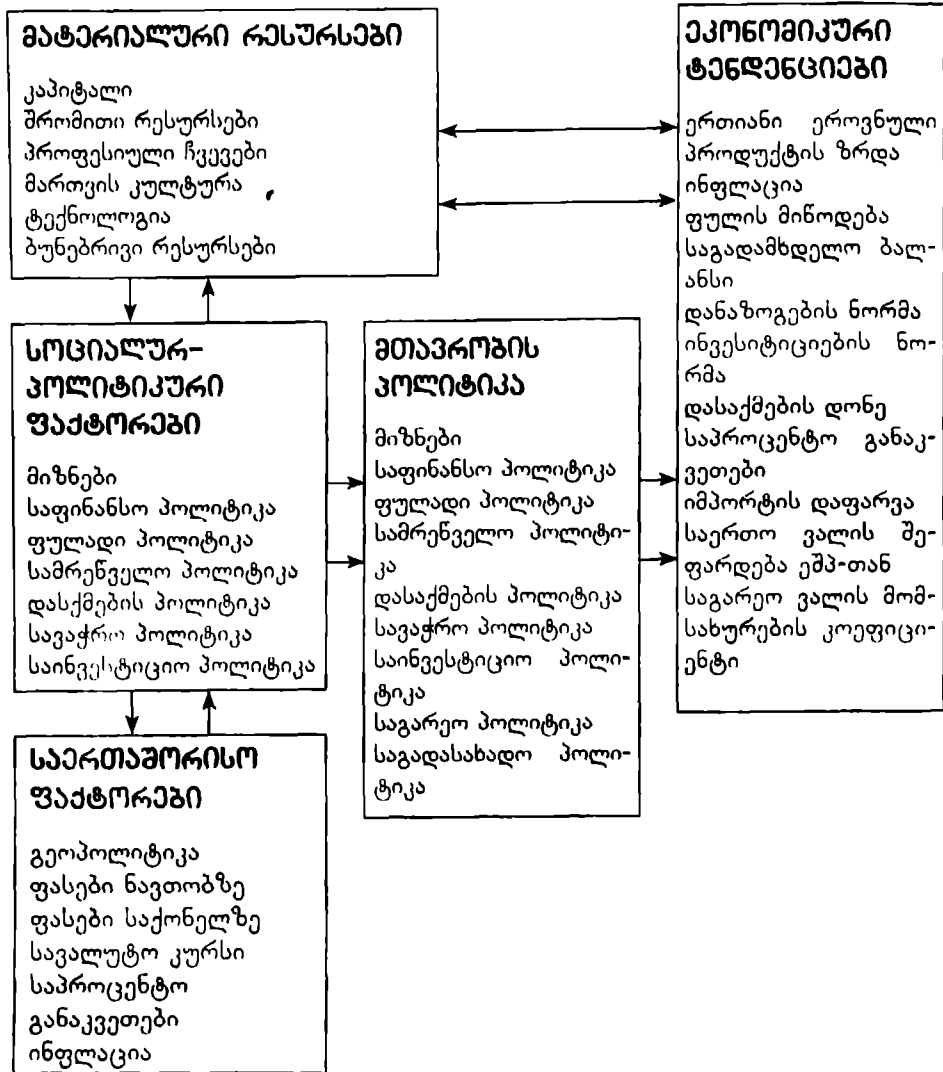 მატერიალური რესურსები
კაპიტალი
შრომითი რესურსები
პროფესიული ჩვევები
მართვის კულტურა
ტექნოლოგია
ბუნებრივი რესურსები
სოციალურ-
პოლიტიკური
ფაქტორები
მიზნები
საფინანსო პოლიტიკა
ფულადი პოლიტიკა
სამრეწველო პოლიტიკა
დასქმების პოლიტიკა
სავაჭრო პოლიტიკა
საინვესტიციო პოლიტიკა
საერთაშორისო
ფაქტორები
გეოპოლიტიკა
ფასები ნავთობზე
ფასები საქონელზე
სავალუტო კურსი
საპროცენტო
განაკვეთები
ინფლაცია
მთავრობის
პოლიტიკა
მიზნები
საფინანსო პოლიტიკა
ფულადი პოლიტიკა
სამრეწველო პოლიტი-
კა
დასაქმების პოლიტიკა
სავაჭრო პოლიტიკა
საინვესტიციო პოლი-
ტიკა
საგარეო პოლიტიკა
საგადასახადო პოლი-
ტიკა
ეკონომიკური
ტენდენციები
ერთიანი ეროვნული
პროდუქტის ზრდა
ინფლაცია
ფულის მიწოდება
საგადამხდელო ბალ-
ანსი
დანაზოგების ნორმა
ინვესიტიციების ნო-
რმა
დასაქმების დონე
საპროცენტო განაკ-
ვეთები
იმპორტის დაფარვა
საერთო ვალის შე-
ფარდება ეშპ-თან
საგარეო ვალის მომ-
სახურების კოეფიცი-
ენტი